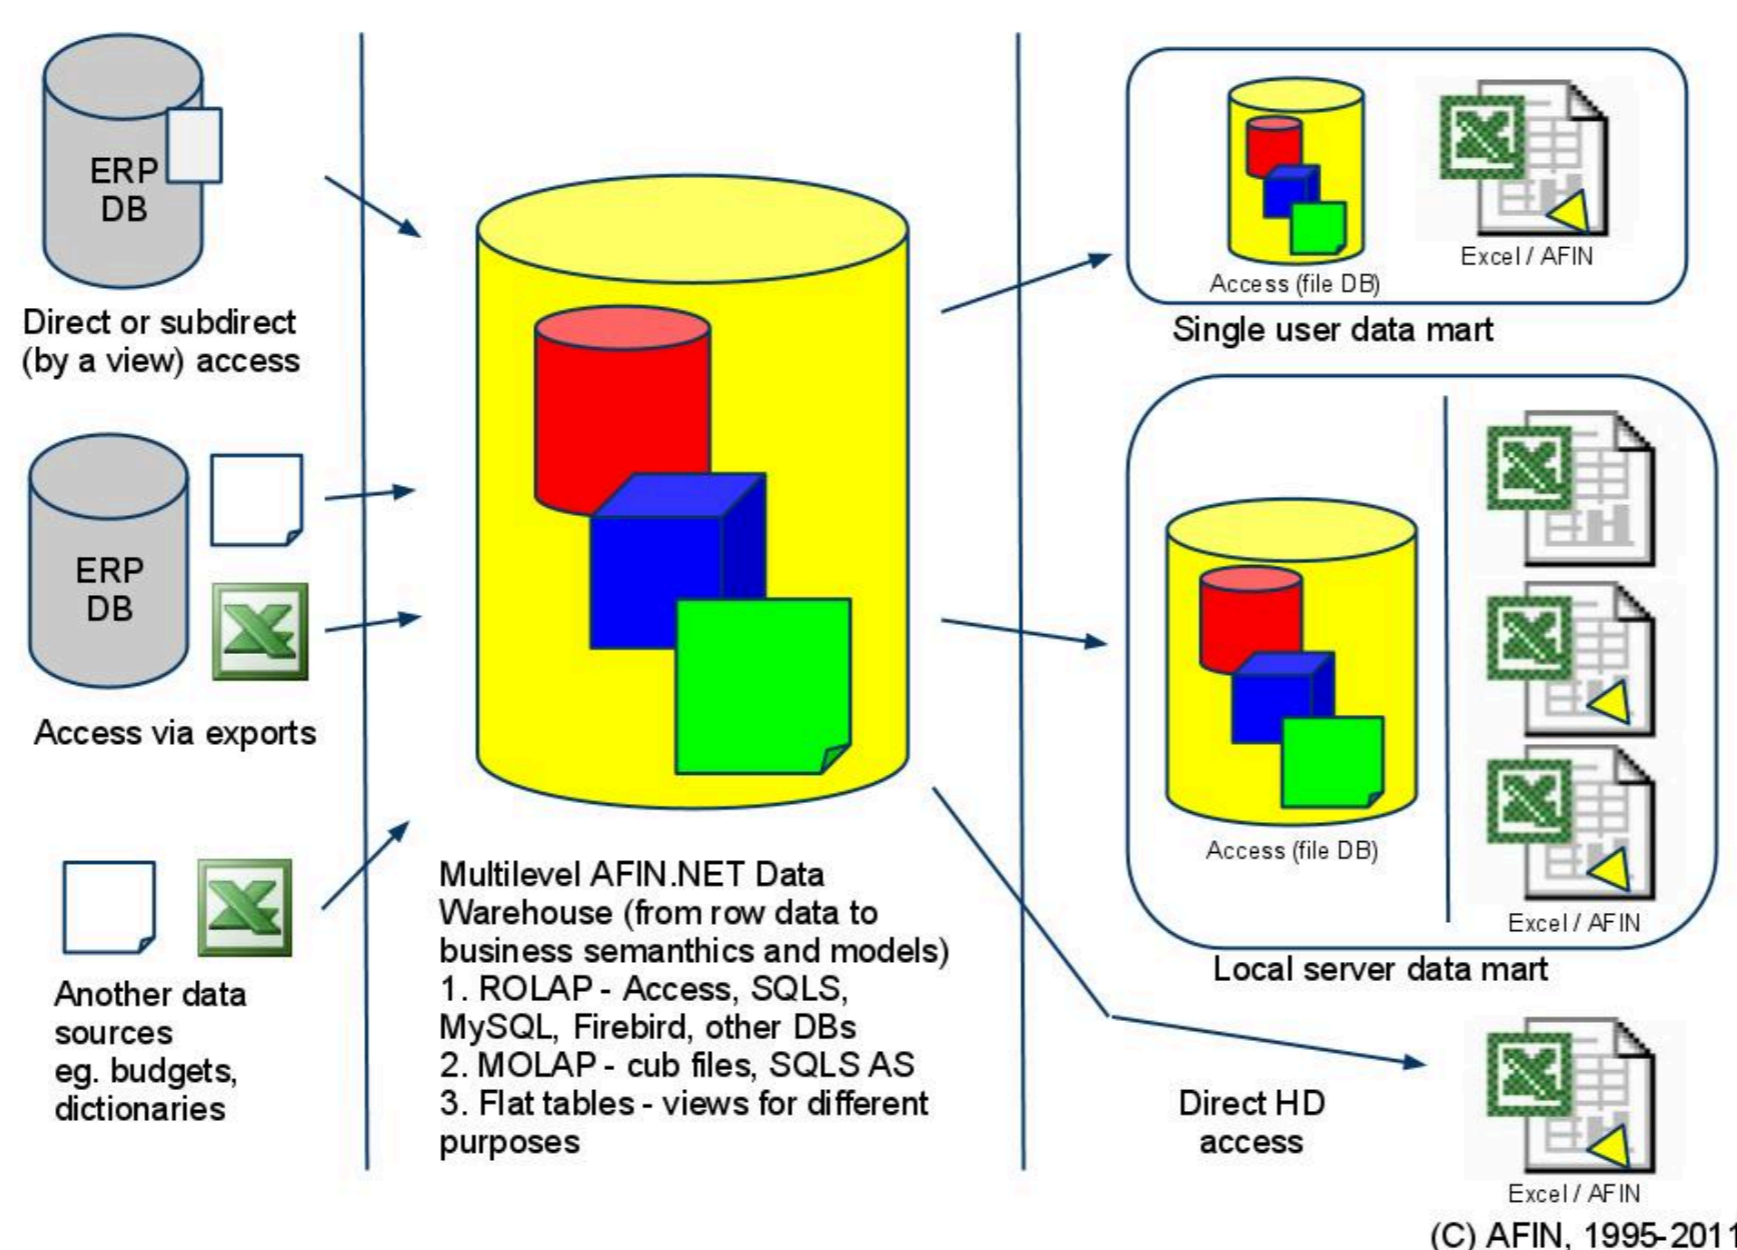 ERP
DB
Direct or subdirect
(by a view) access
ERP
DB
Access via exports
Another data
sources
eg. budgets,
dictionaries
Multilevel AFIN.NET Data
Warehouse (from row data to
business semanthics and models)
1. ROLAP - Access, SQLS,
MySQL, Firebird, other DBs
2. MOLAP - cub files, SQLS AS
3. Flat tables - views for different
purposes
Access (file DB)
Excel / AFIN
Single user data mart
Access (file DB)
Excel / AFIN
Local server data mart
Direct HD
access
Excel / AFIN
(C) AFIN, 1995-2011